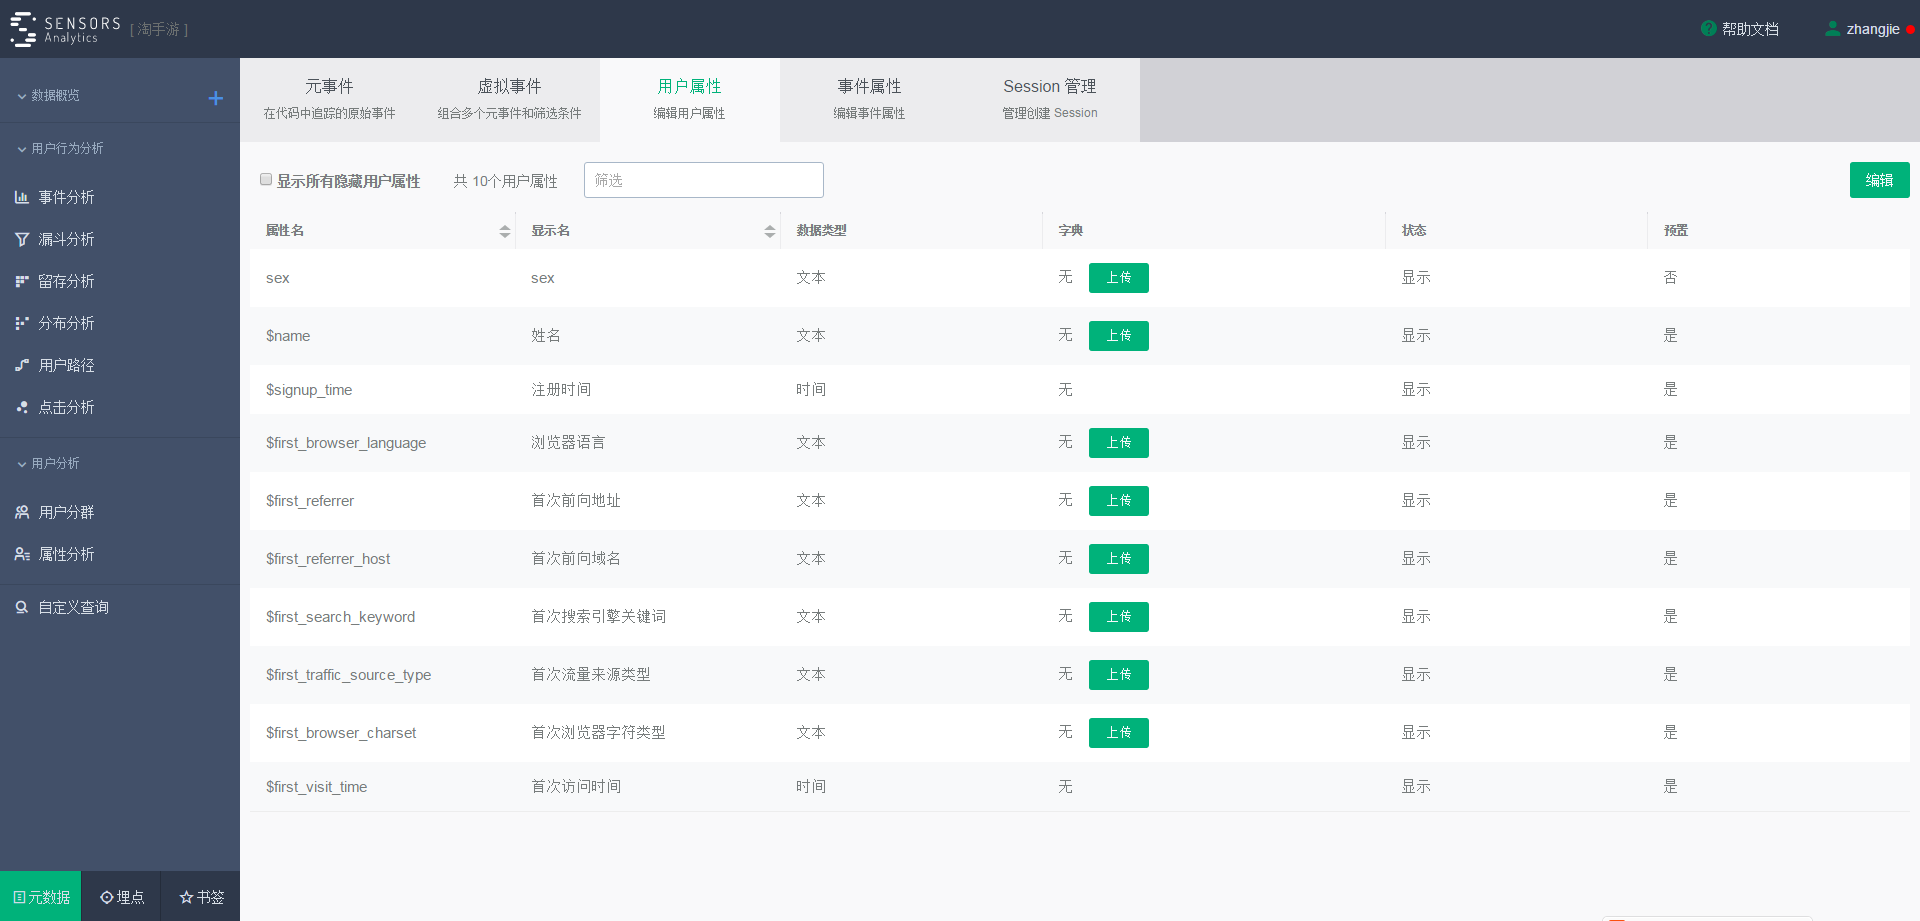 SENSORS
Analytics
[ 淘手游 ]
帮助文档
zhangjie
数据概览
用户行为分析
事件分析
漏斗分析
留存分析
分布分析
用户路径
点击分析
用户分析
用户分群
属性分析
自定义查询
元数据 埋点 书签
元事件 虚拟事件 用户属性 事件属性 Session 管理
在代码中追踪的原始事件 组合多个元事件和筛选条件 编辑用户属性 编辑事件属性 管理创建 Session
显示所有隐藏用户属性 共 10个用户属性 筛选 编辑
属性名 显示名 数据类型 字典 状态 预置
sex sex 文本 无 上传 显示 否
$name 姓名 文本 无 上传 显示 是
$signup_time 注册时间 时间 无 显示 是
$first_browser_language 浏览器语言 文本 无 上传 显示 是
$first_referrer 首次前向地址 文本 无 上传 显示 是
$first_referrer_host 首次前向域名 文本 无 上传 显示 是
$first_search_keyword 首次搜索引擎关键词 文本 无 上传 显示 是
$first_traffic_source_type 首次流量来源类型 文本 无 上传 显示 是
$first_browser_charset 首次浏览器字符类型 文本 无 上传 显示 是
$first_visit_time 首次访问时间 时间 无 显示 是